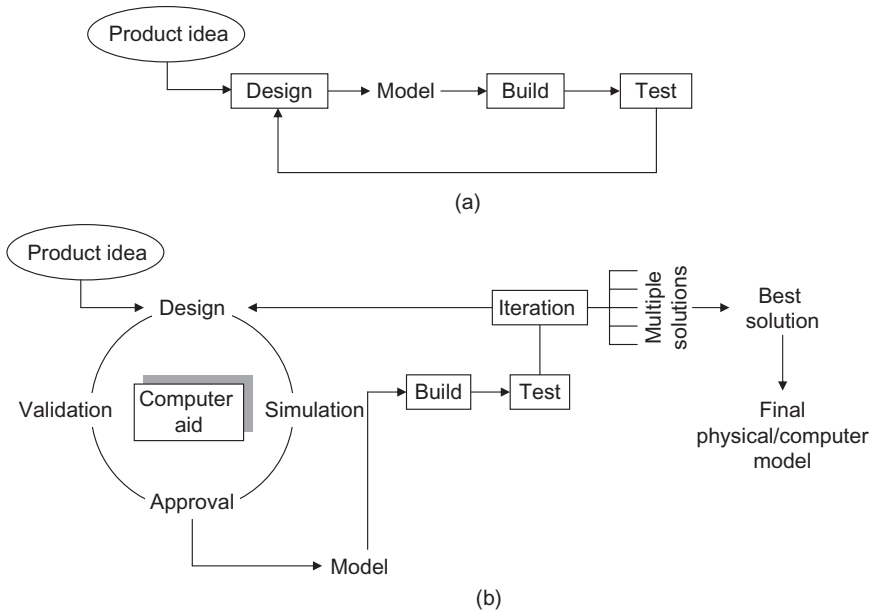 Product idea
Design
Model
Build
Test
(a)
Product idea
Design
Iteration
Multiple
solutions
Best
solution
Validation
Computer
aid
Simulation
Build
Test
Final
physical/computer
model
Approval
Model
(b)